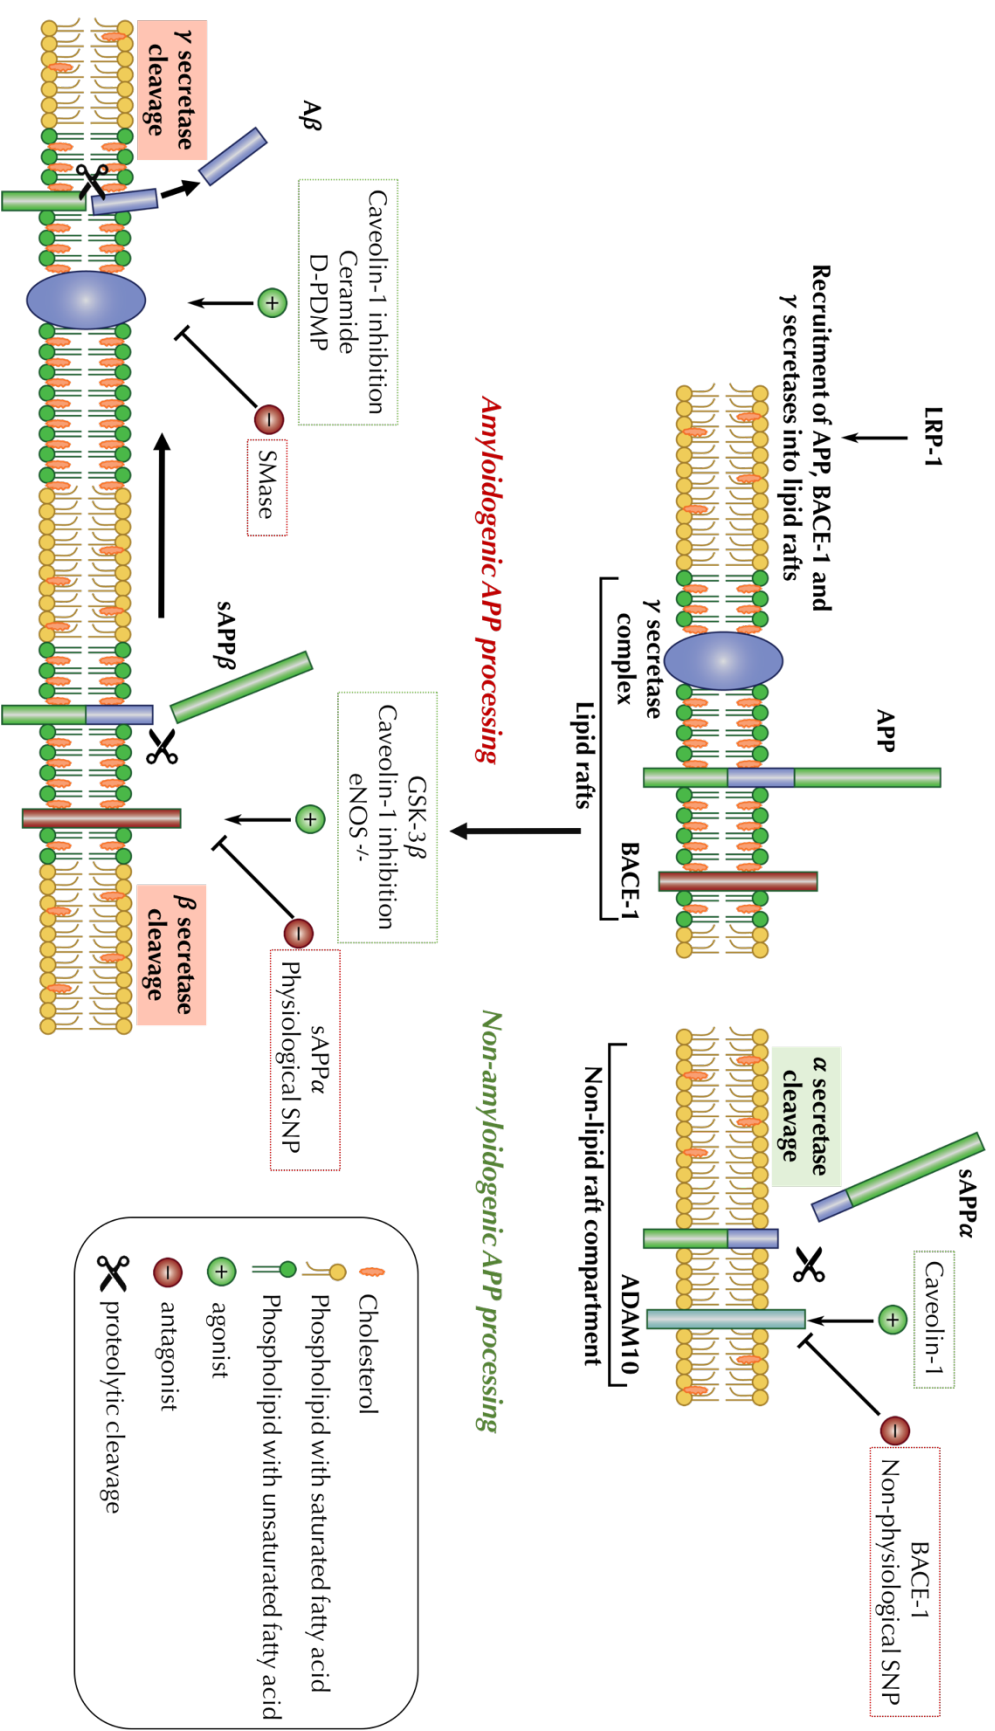 LRP-1
Recruitment of APP, BACE-1 and
γ secretases into lipid rafts
APP
γ secretase
complex
BACE-1
Lipid rafts
sAPPα
Caveolin-1
+
−
BACE-1
Non-physiological SNP
α secretase
cleavage
ADAM10
Non-lipid raft compartment
Amyloidogenic APP processing
Non-amyloidogenic APP processing
Aβ
Caveolin-1 inhibition
Ceramide
D-PDMP
+
−
SMase
γ secretase
cleavage
sAPPβ
GSK-3β
Caveolin-1 inhibition
eNOS -/-
+
−
sAPPα
Physiological SNP
β secretase
cleavage
Cholesterol
Phospholipid with saturated fatty acid
Phospholipid with unsaturated fatty acid
+ agonist
− antagonist
proteolytic cleavage